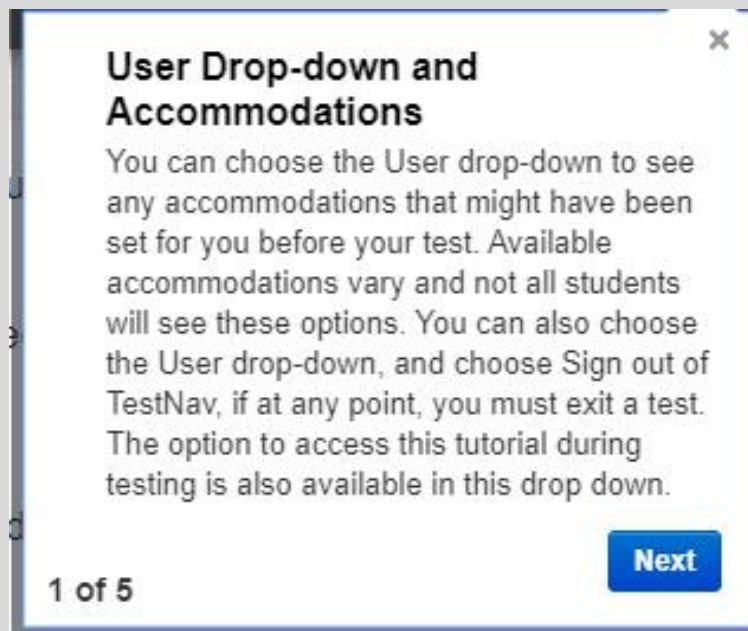 ×
User Drop-down and
Accommodations
You can choose the User drop-down to see
any accommodations that might have been
set for you before your test. Available
accommodations vary and not all students
will see these options. You can also choose
the User drop-down, and choose Sign out of
TestNav, if at any point, you must exit a test.
The option to access this tutorial during
testing is also available in this drop down.
Next
1 of 5